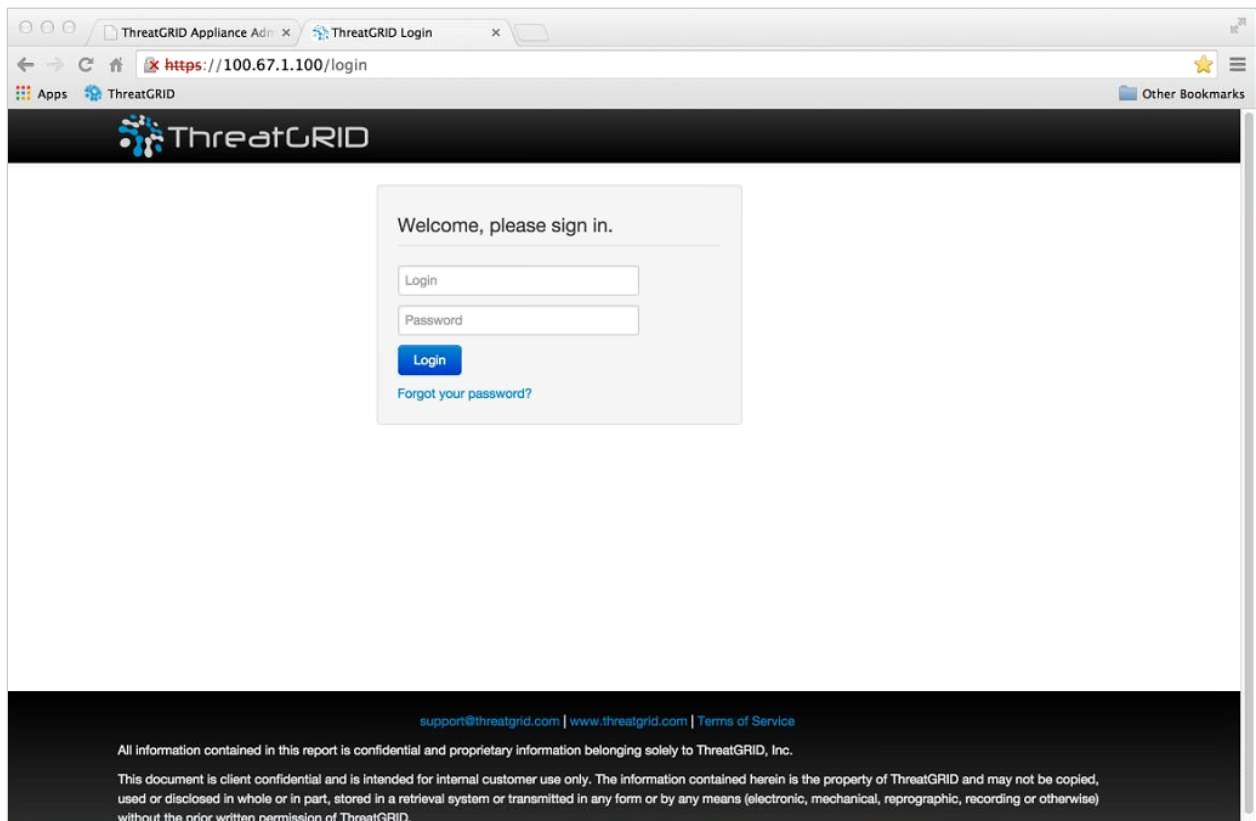 ThreatGRID Appliance Adm
ThreatGRID Login
https://100.67.1.100/login
Apps
ThreatGRID
Other Bookmarks
ThreatGRID
Welcome, please sign in.
Login
Password
Login
Forgot your password?
support@threatgrid.com | www.threatgrid.com | Terms of Service
All information contained in this report is confidential and proprietary information belonging solely to ThreatGRID, Inc.
This document is client confidential and is intended for internal customer use only. The information contained herein is the property of ThreatGRID and may not be copied,
used or disclosed in whole or in part, stored in a retrieval system or transmitted in any form or by any means (electronic, mechanical, reprographic, recording or otherwise)
without the prior written permission of ThreatGRID.